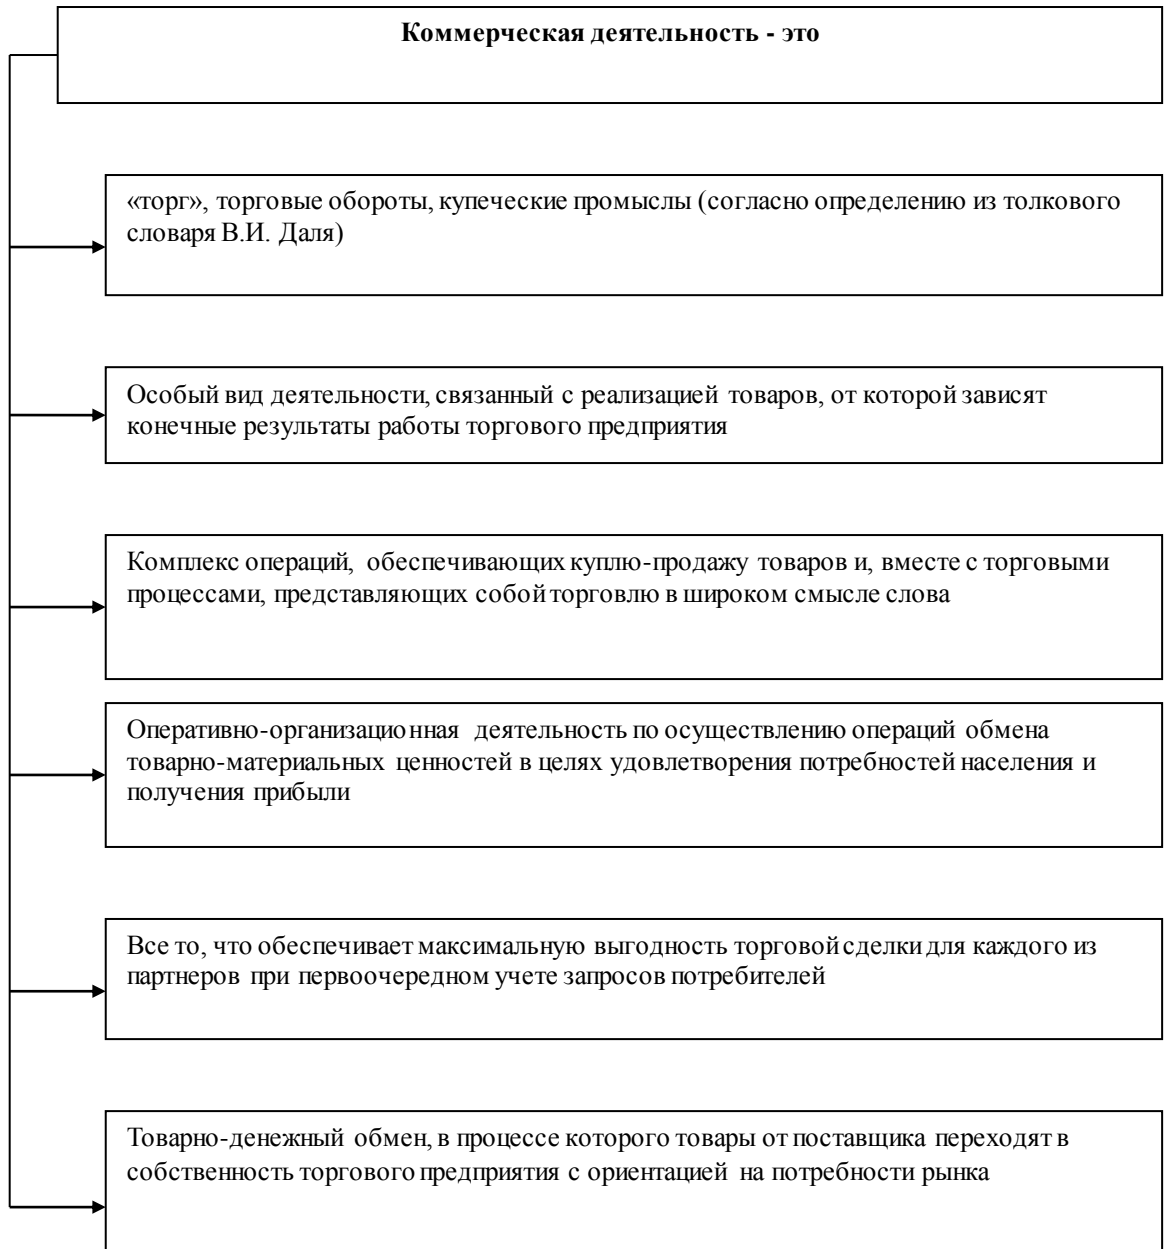 Коммерческая деятельность - это
«торг», торговые обороты, купеческие промыслы (согласно определению из толкового
словаря В.И. Даля)
Особый вид деятельности, связанный с реализацией товаров, от которой зависят
конечные результаты работы торгового предприятия
Комплекс операций, обеспечивающих куплю-продажу товаров и, вместе с торговыми
процессами, представляющих собой торговлю в широком смысле слова
Оперативно-организационная деятельность по осуществлению операций обмена
товарно-материальных ценностей в целях удовлетворения потребностей населения и
получения прибыли
Все то, что обеспечивает максимальную выгодность торговой сделки для каждого из
партнеров при первоочередном учете запросов потребителей
Товарно-денежный обмен, в процессе которого товары от поставщика переходят в
собственность торгового предприятия с ориентацией на потребности рынка